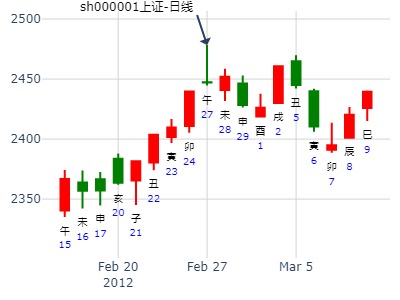 sh000001上证-日线
2500
2450
2400
2350
午
15
未
16
申
17
亥
20
子
21
丑
22
寅
23
卯
24
午
27
未
28
申
29
酉
1
戌
2
丑
5
寅
6
卯
7
辰
8
巳
9
Feb 20
2012
Feb 27
Mar 5